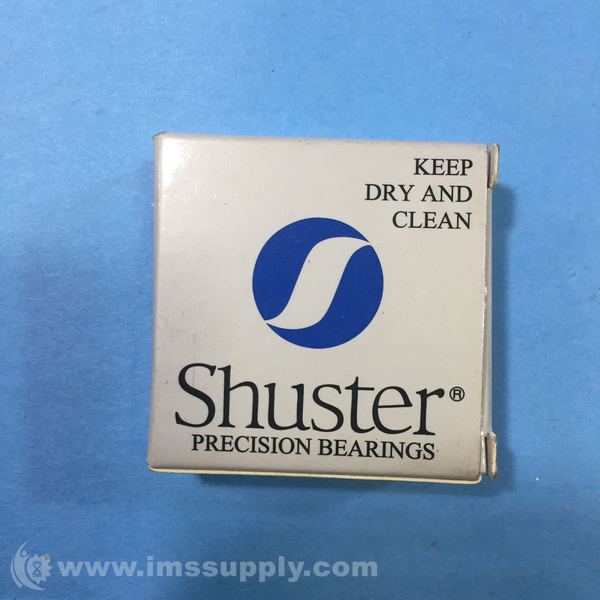 KEEP
DRY AND
CLEAN
Shuster®
PRECISION BEARINGS
www.imssupply.com